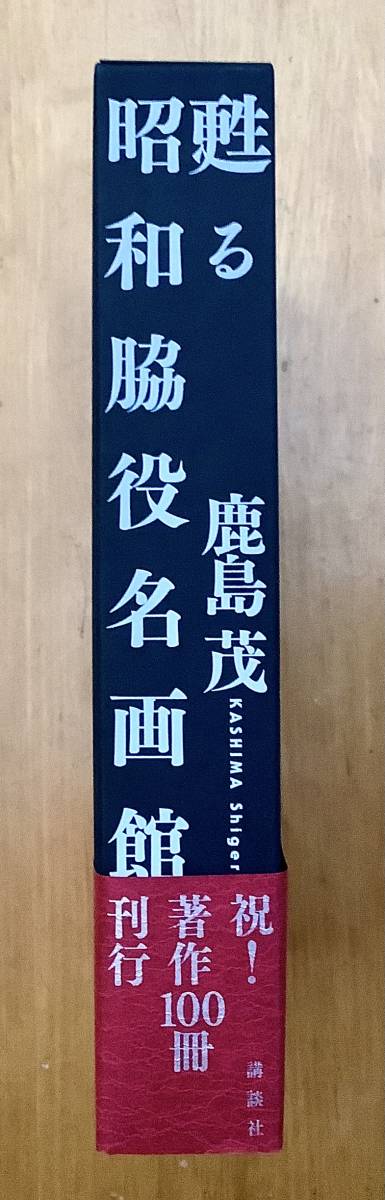 甦る
昭和脇役名画館
鹿島茂
KASHIMA Shiger
祝！
著作100冊
刊行
講談社